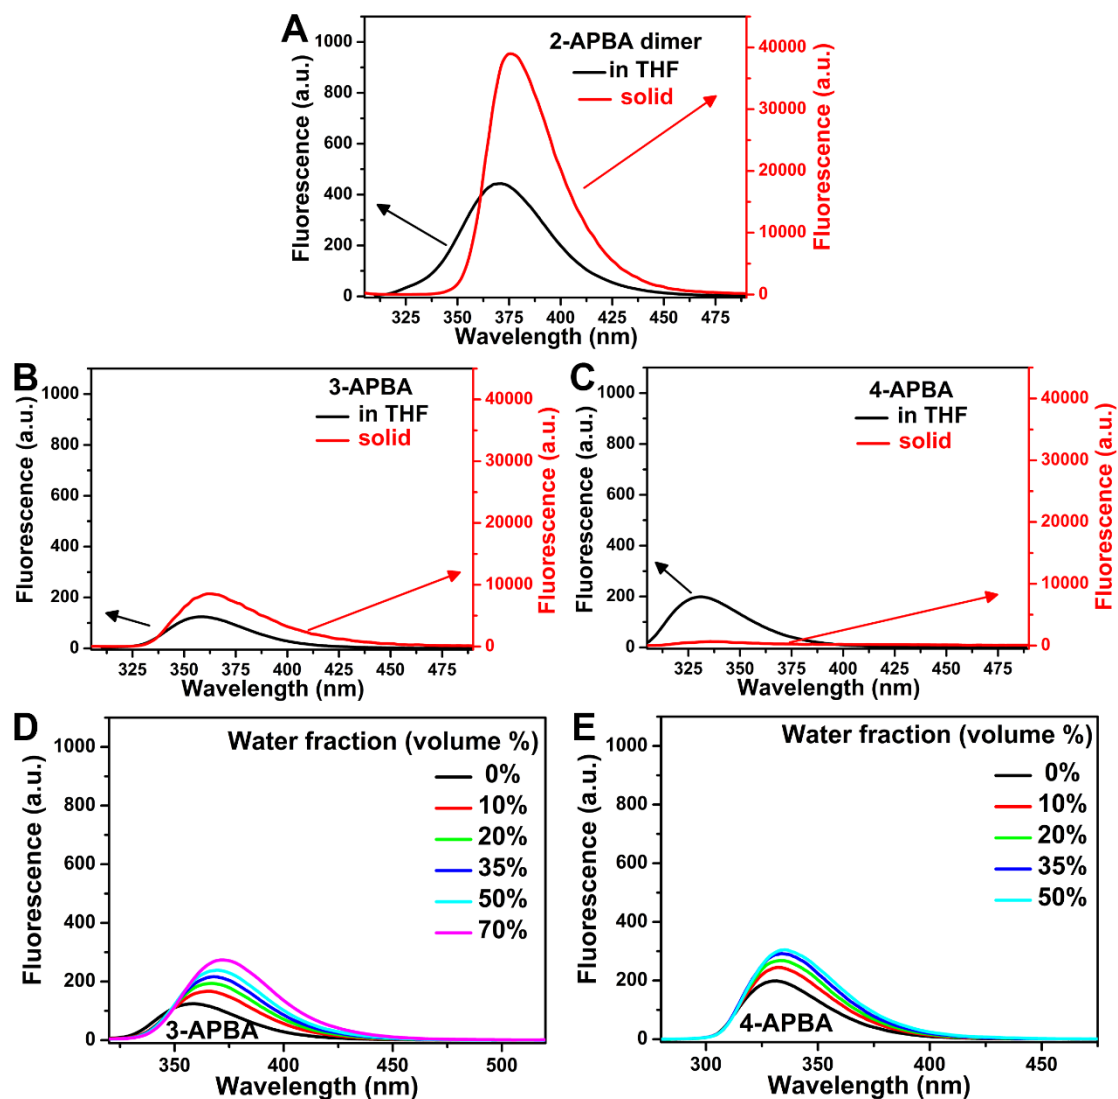 A
2-APBA dimer
in THF
solid
Fluorescence (a.u.)
1000
800
600
400
200
0
Fluorescence (a.u.)
40000
30000
20000
10000
0
325 350 375 400 425 450 475
Wavelength (nm)
B
3-APBA
in THF
solid
Fluorescence (a.u.)
1000
800
600
400
200
0
Fluorescence (a.u.)
40000
30000
20000
10000
0
325 350 375 400 425 450 475
Wavelength (nm)
C
4-APBA
in THF
solid
Fluorescence (a.u.)
1000
800
600
400
200
0
Fluorescence (a.u.)
40000
30000
20000
10000
0
325 350 375 400 425 450 475
Wavelength (nm)
D
Water fraction (volume %)
0%
10%
20%
35%
50%
70%
Fluorescence (a.u.)
1000
800
600
400
200
0
3-APBA
350 400 450 500
Wavelength (nm)
E
Water fraction (volume %)
0%
10%
20%
35%
50%
Fluorescence (a.u.)
1000
800
600
400
200
0
4-APBA
300 350 400 450
Wavelength (nm)